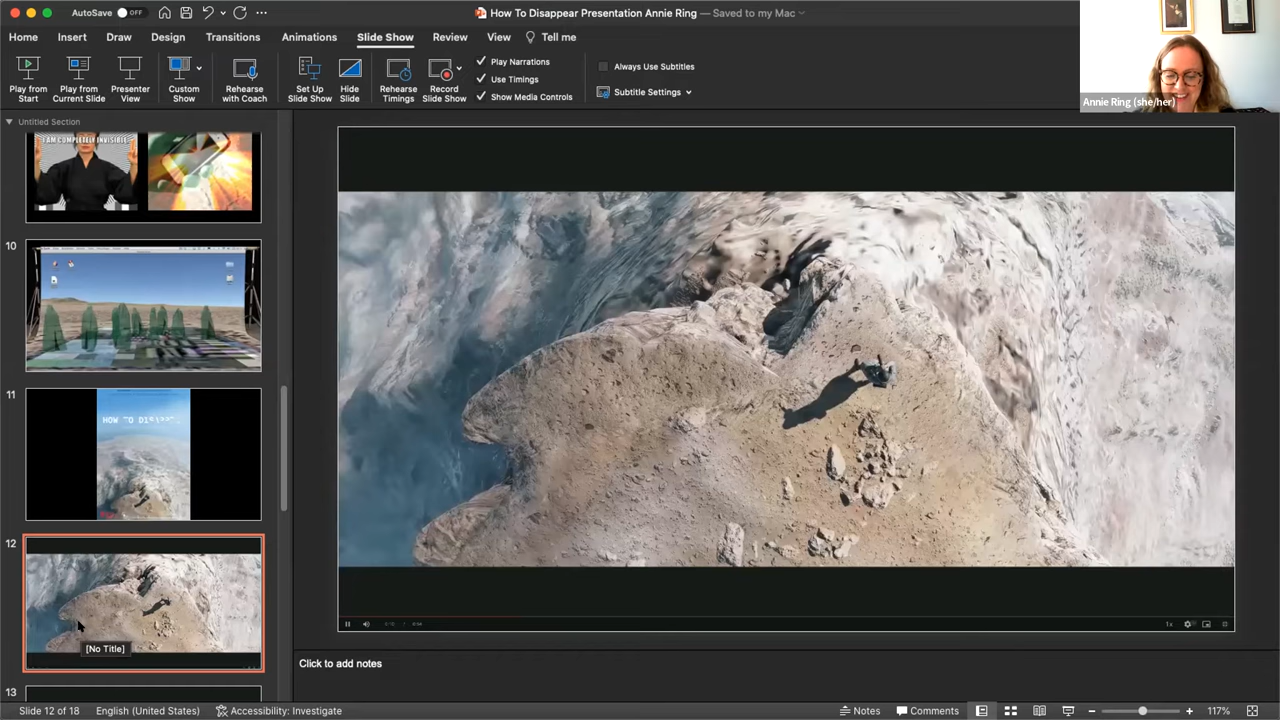 AutoSave OFF
How To Disappear Presentation Annie Ring — Saved to my Mac
Home Insert Draw Design Transitions Animations Slide Show Review View Tell me
Play from Start
Play from Current Slide
Presenter View
Custom Show
Rehearse with Coach
Set Up Slide Show
Hide Slide
Rehearse Timings
Record Slide Show
Play Narrations
Use Timings
Show Media Controls
Always Use Subtitles
Subtitle Settings
Annie Ring (she/her)
Untitled Section
I AM COMPLETELY INVISIBLE
10
11
HOW TO
12
[No Title]
13
1x
Click to add notes
Slide 12 of 18 English (United States) Accessibility: Investigate Notes Comments 117%